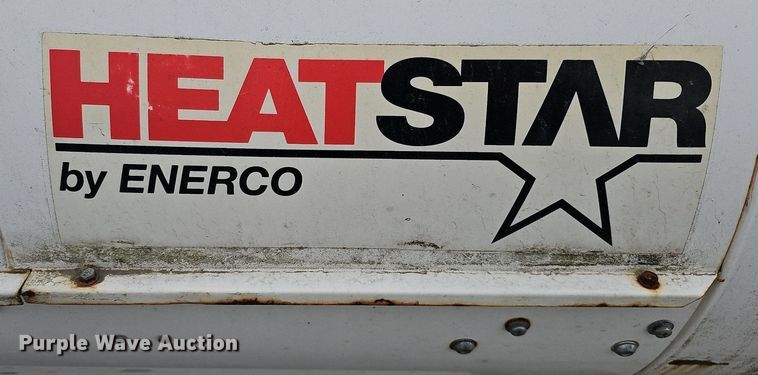 HEATSTAR
by ENERCO
Purple Wave Auction